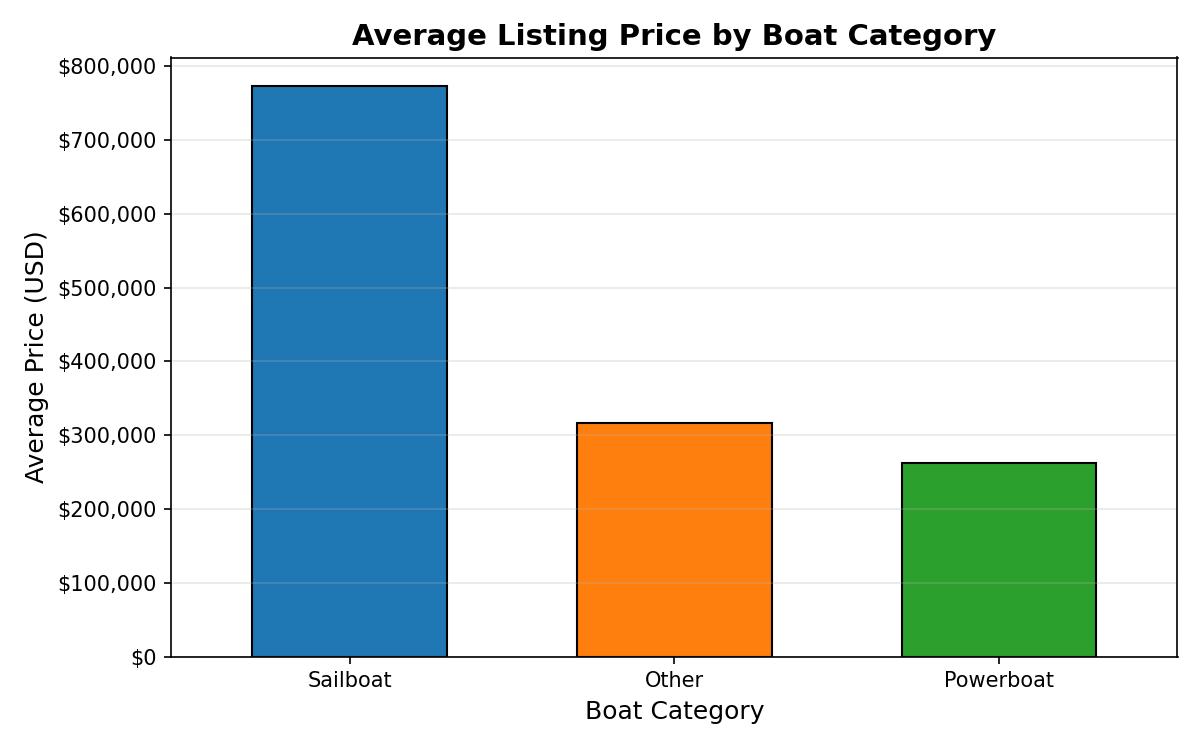 Average Listing Price by Boat Category
Average Price (USD)
$800,000
$700,000
$600,000
$500,000
$400,000
$300,000
$200,000
$100,000
$0
Sailboat
Other
Powerboat
Boat Category